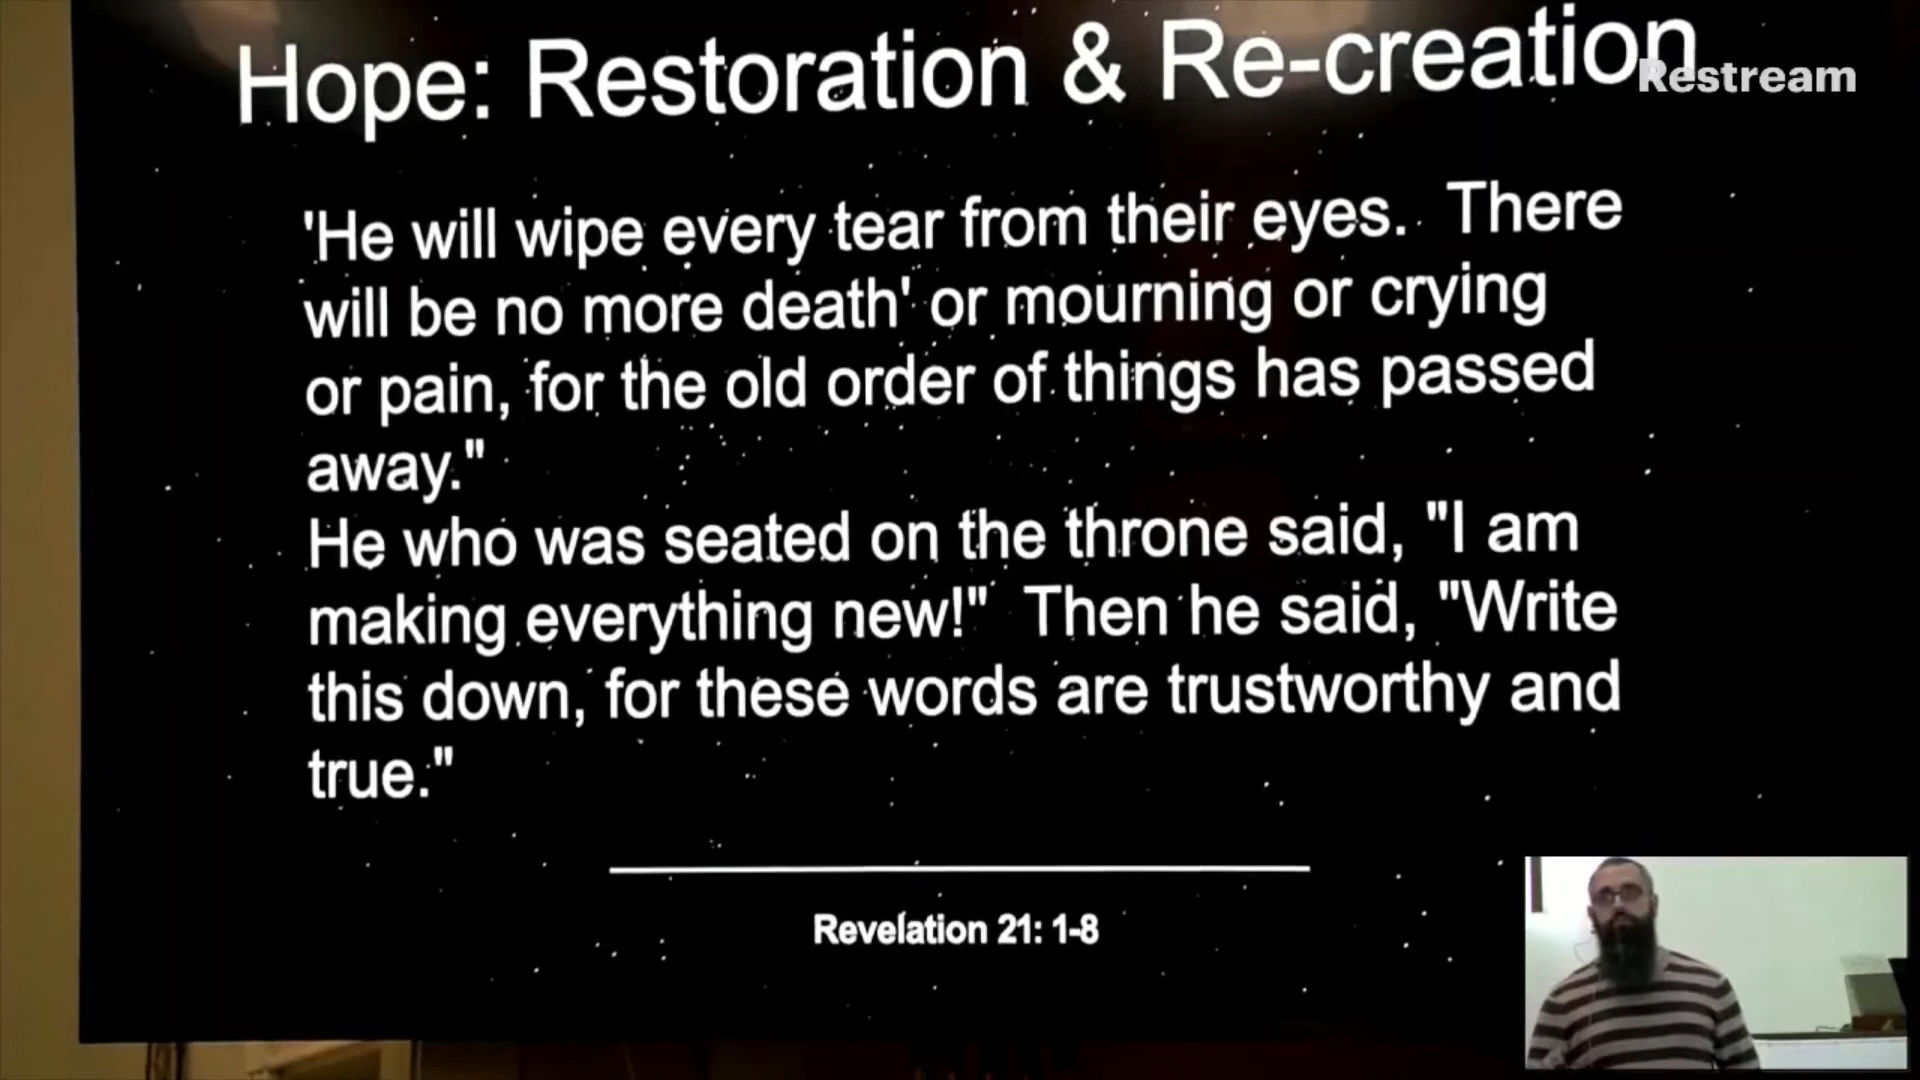 Hope: Restoration & Re-creation
Restream
'He will wipe every tear from their eyes.  There
will be no more death' or mourning or crying
or pain, for the old order of things has passed
away."
He who was seated on the throne said, "I am
making everything new!"  Then he said, "Write
this down, for these words are trustworthy and
true."
Revelation 21: 1-8